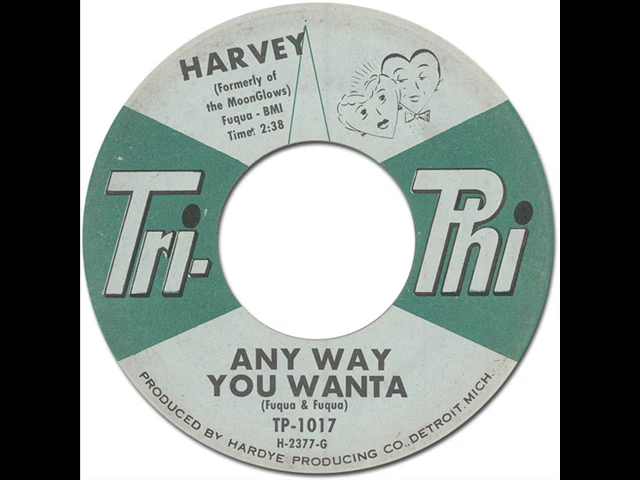 HARVEY
(Formerly of
the MoonGlows)
Fuqua - BMI
Time: 2:38
Tri-Phi
ANY WAY
YOU WANTA
(Fuqua & Fuqua)
TP-1017
H-2377-G
PRODUCED BY HARDYE PRODUCING CO., DETROIT, MICH.